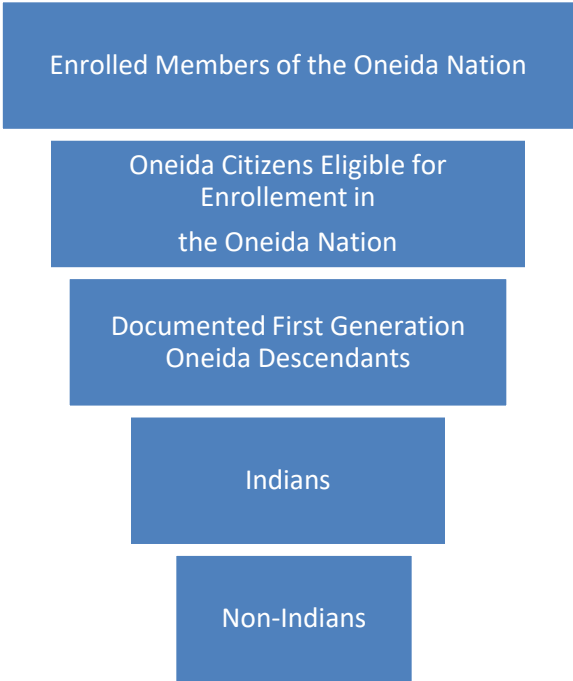 Enrolled Members of the Oneida Nation
Oneida Citizens Eligible for
Enrollement in
the Oneida Nation
Documented First Generation
Oneida Descendants
Indians
Non-Indians